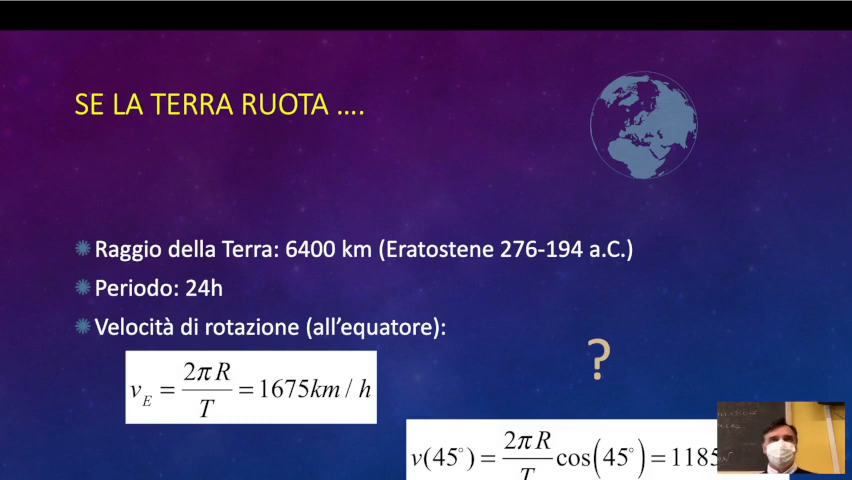 SE LA TERRA RUOTA ....
Raggio della Terra: 6400 km (Eratostene 276-194 a.C.)
Periodo: 24h
Velocità di rotazione (all'equatore):
v_E = 2πR / T = 1675km / h
?
v(45°) = 2πR / T cos(45°) = 1185